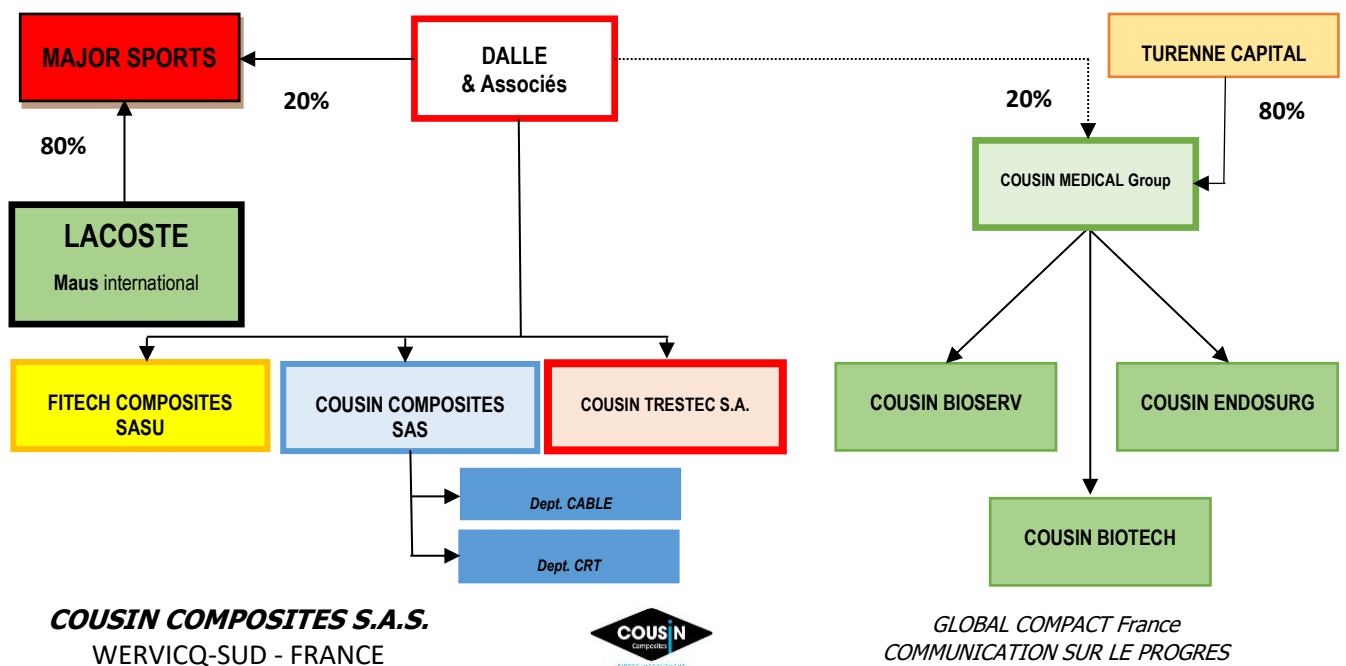 MAJOR SPORTS
DALLE
& Associés
TURENNE CAPITAL
20%
20%
80%
80%
COUSIN MEDICAL Group
LACOSTE
Maus international
FITECH COMPOSITES
SASU
COUSIN COMPOSITES
SAS
COUSIN TRESTEC S.A.
COUSIN BIOSERV
COUSIN ENDOSURG
Dept. CABLE
Dept. CRT
COUSIN BIOTECH
COUSIN COMPOSITES S.A.S.
WERVICQ-SUD - FRANCE
COUSIN
Composites
GLOBAL COMPACT France
COMMUNICATION SUR LE PROGRES